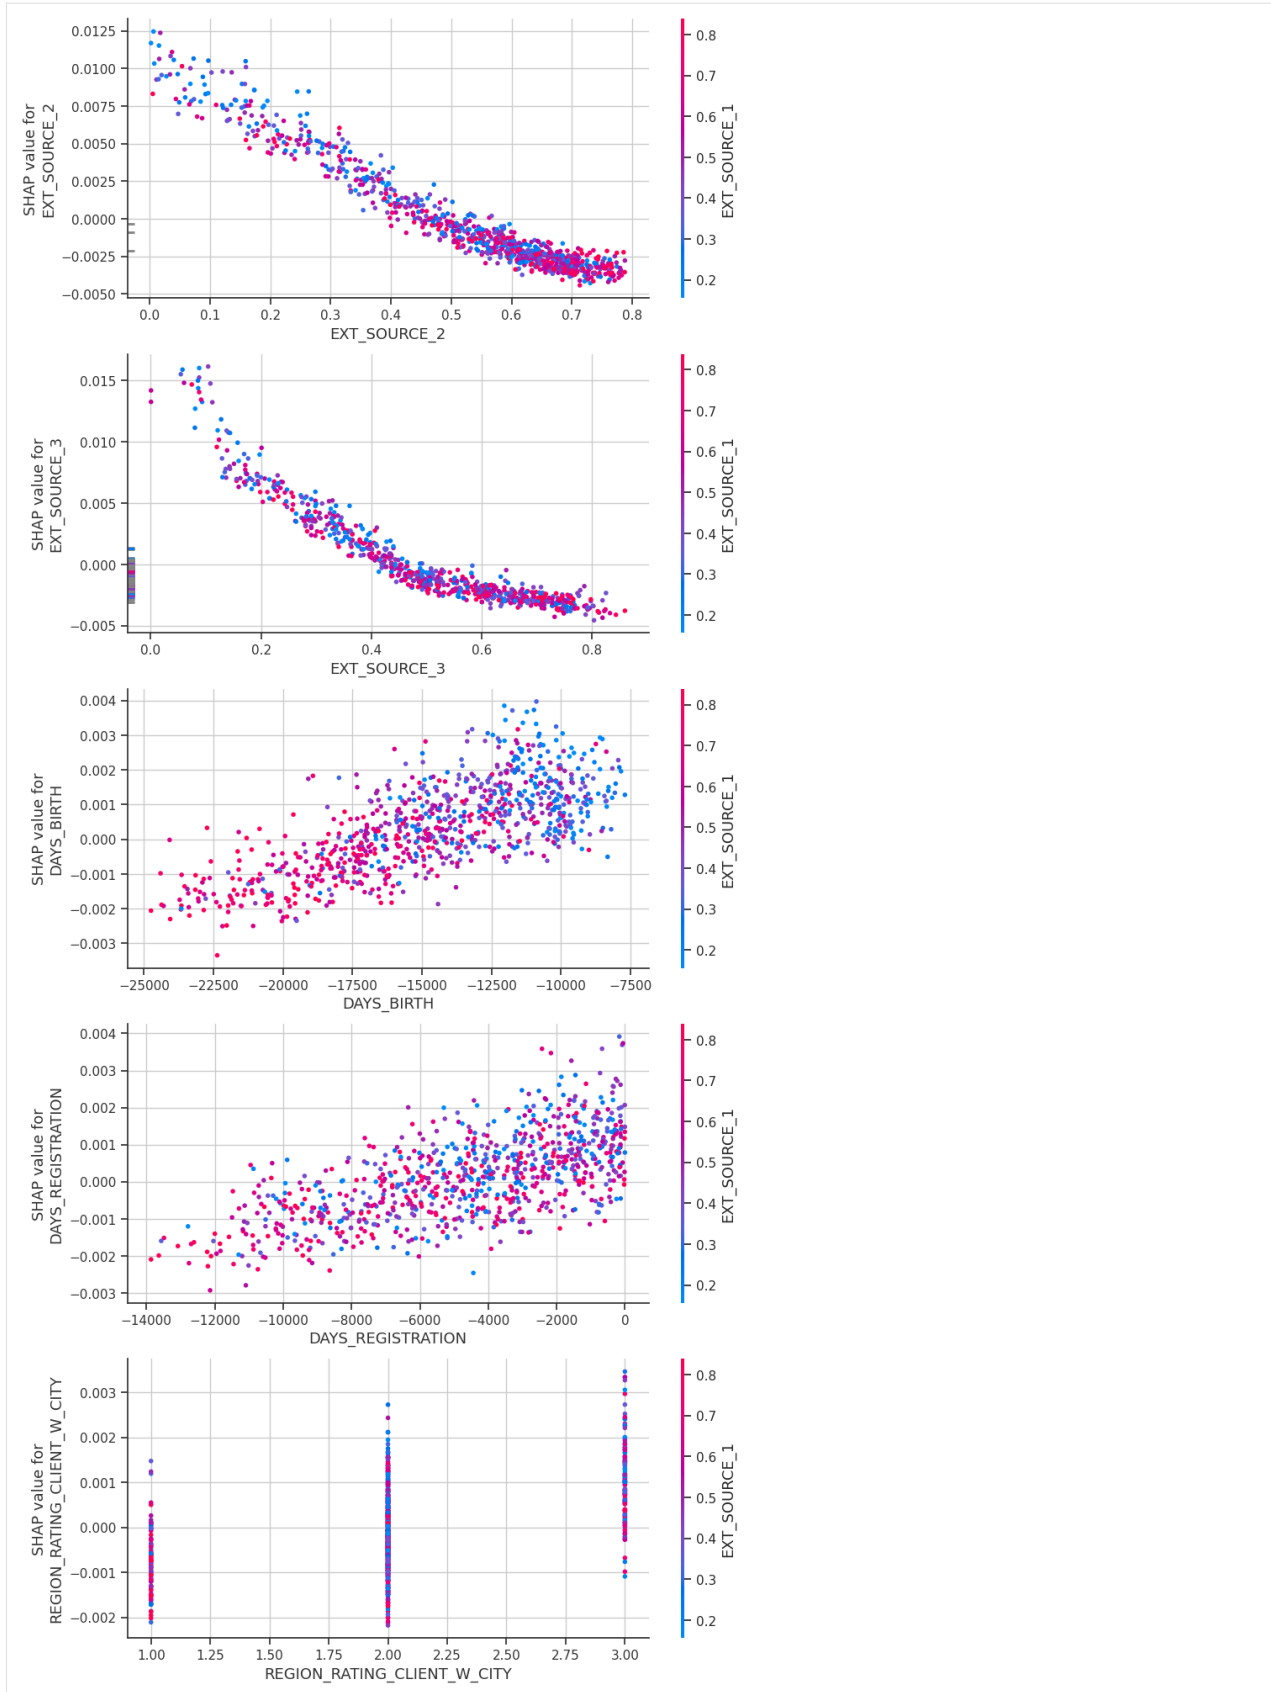 0.0125
0.0100
0.0075
0.0050
0.0025
0.0000
−0.0025
−0.0050
SHAP value for
EXT_SOURCE_2
0.0 0.1 0.2 0.3 0.4 0.5 0.6 0.7 0.8
EXT_SOURCE_2
0.8
0.7
0.6
0.5
0.4
0.3
0.2
EXT_SOURCE_1
0.015
0.010
0.005
0.000
−0.005
SHAP value for
EXT_SOURCE_3
0.0 0.2 0.4 0.6 0.8
EXT_SOURCE_3
0.8
0.7
0.6
0.5
0.4
0.3
0.2
EXT_SOURCE_1
0.004
0.003
0.002
0.001
0.000
−0.001
−0.002
−0.003
SHAP value for
DAYS_BIRTH
−25000 −22500 −20000 −17500 −15000 −12500 −10000 −7500
DAYS_BIRTH
0.8
0.7
0.6
0.5
0.4
0.3
0.2
EXT_SOURCE_1
0.004
0.003
0.002
0.001
0.000
−0.001
−0.002
−0.003
SHAP value for
DAYS_REGISTRATION
−14000 −12000 −10000 −8000 −6000 −4000 −2000 0
DAYS_REGISTRATION
0.8
0.7
0.6
0.5
0.4
0.3
0.2
EXT_SOURCE_1
0.003
0.002
0.001
0.000
−0.001
−0.002
SHAP value for
REGION_RATING_CLIENT_W_CITY
1.00 1.25 1.50 1.75 2.00 2.25 2.50 2.75 3.00
REGION_RATING_CLIENT_W_CITY
0.8
0.7
0.6
0.5
0.4
0.3
0.2
EXT_SOURCE_1